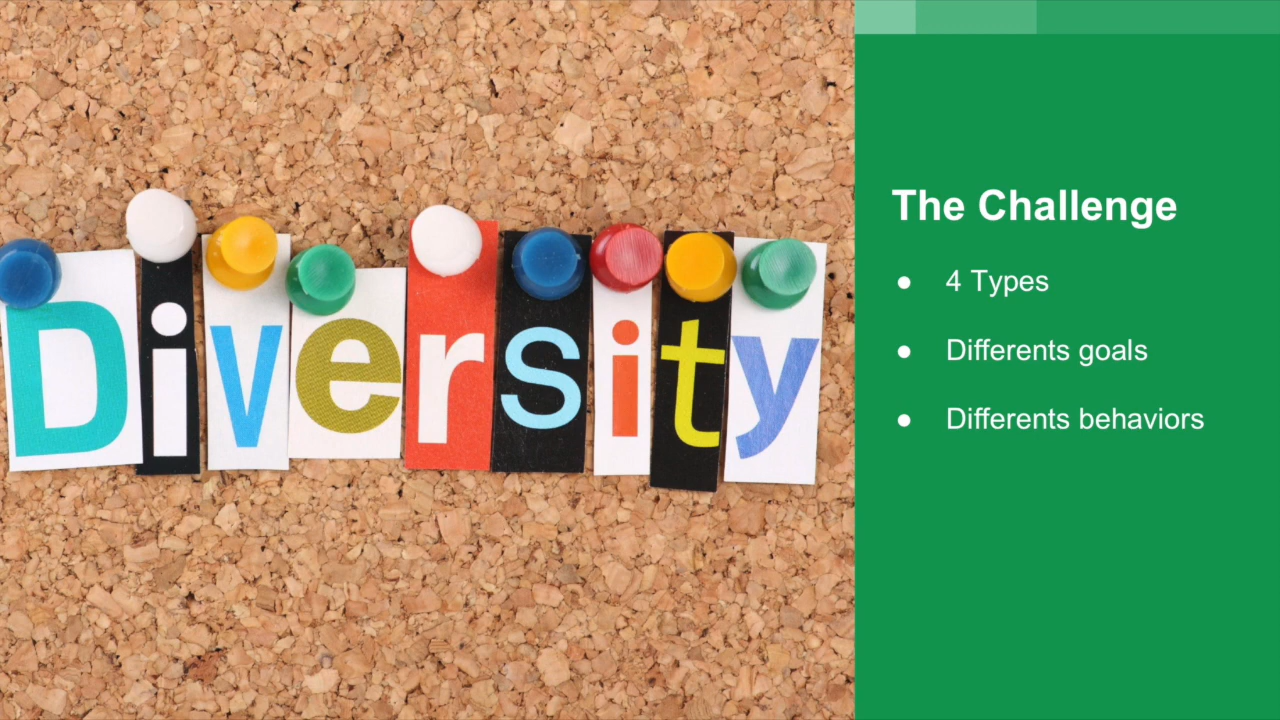 Diversity
The Challenge
● 4 Types
● Differents goals
● Differents behaviors